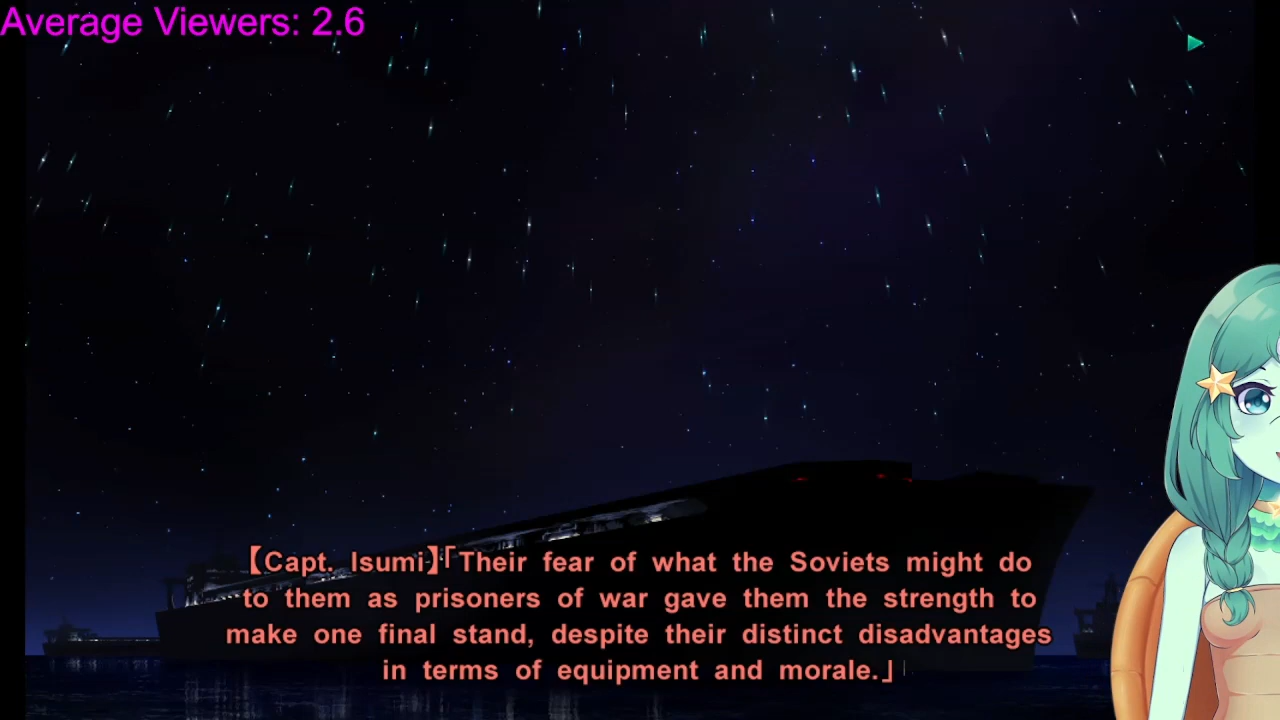 Average Viewers: 2.6
【Capt. Isumi】「Their fear of what the Soviets might do
to them as prisoners of war gave them the strength to
make one final stand, despite their distinct disadvantages
in terms of equipment and morale.」